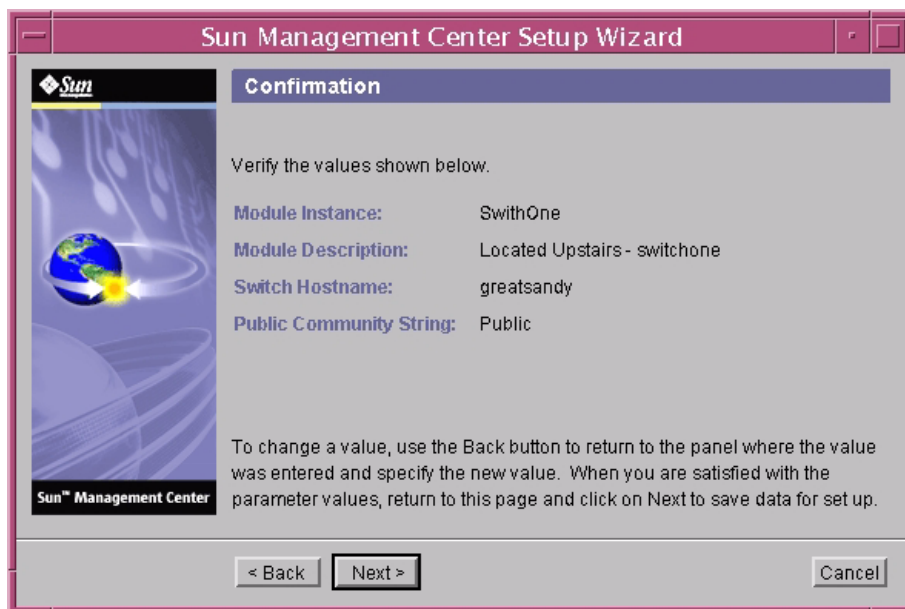 Sun Management Center Setup Wizard
Sun
Confirmation
Verify the values shown below.
Module Instance: SwithOne
Module Description: Located Upstairs - switchone
Switch Hostname: greatsandy
Public Community String: Public
To change a value, use the Back button to return to the panel where the value
was entered and specify the new value. When you are satisfied with the
parameter values, return to this page and click on Next to save data for set up.
Sun™ Management Center
< Back Next > Cancel